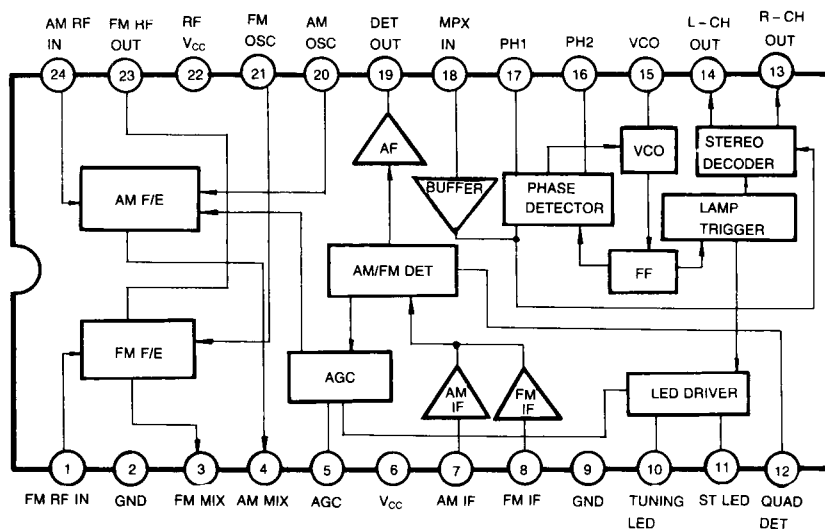 AM RF IN
FM RF OUT
RF VCC
FM OSC
AM OSC
DET OUT
MPX IN
PH1
PH2
VCO
L-CH OUT
R-CH OUT
24
23
22
21
20
19
18
17
16
15
14
13
AF
BUFFER
PHASE DETECTOR
VCO
STEREO DECODER
AM F/E
LAMP TRIGGER
AM/FM DET
FF
FM F/E
AGC
AM IF
FM IF
LED DRIVER
1
2
3
4
5
6
7
8
9
10
11
12
FM RF IN
GND
FM MIX
AM MIX
AGC
VCC
AM IF
FM IF
GND
TUNING LED
ST LED
QUAD DET